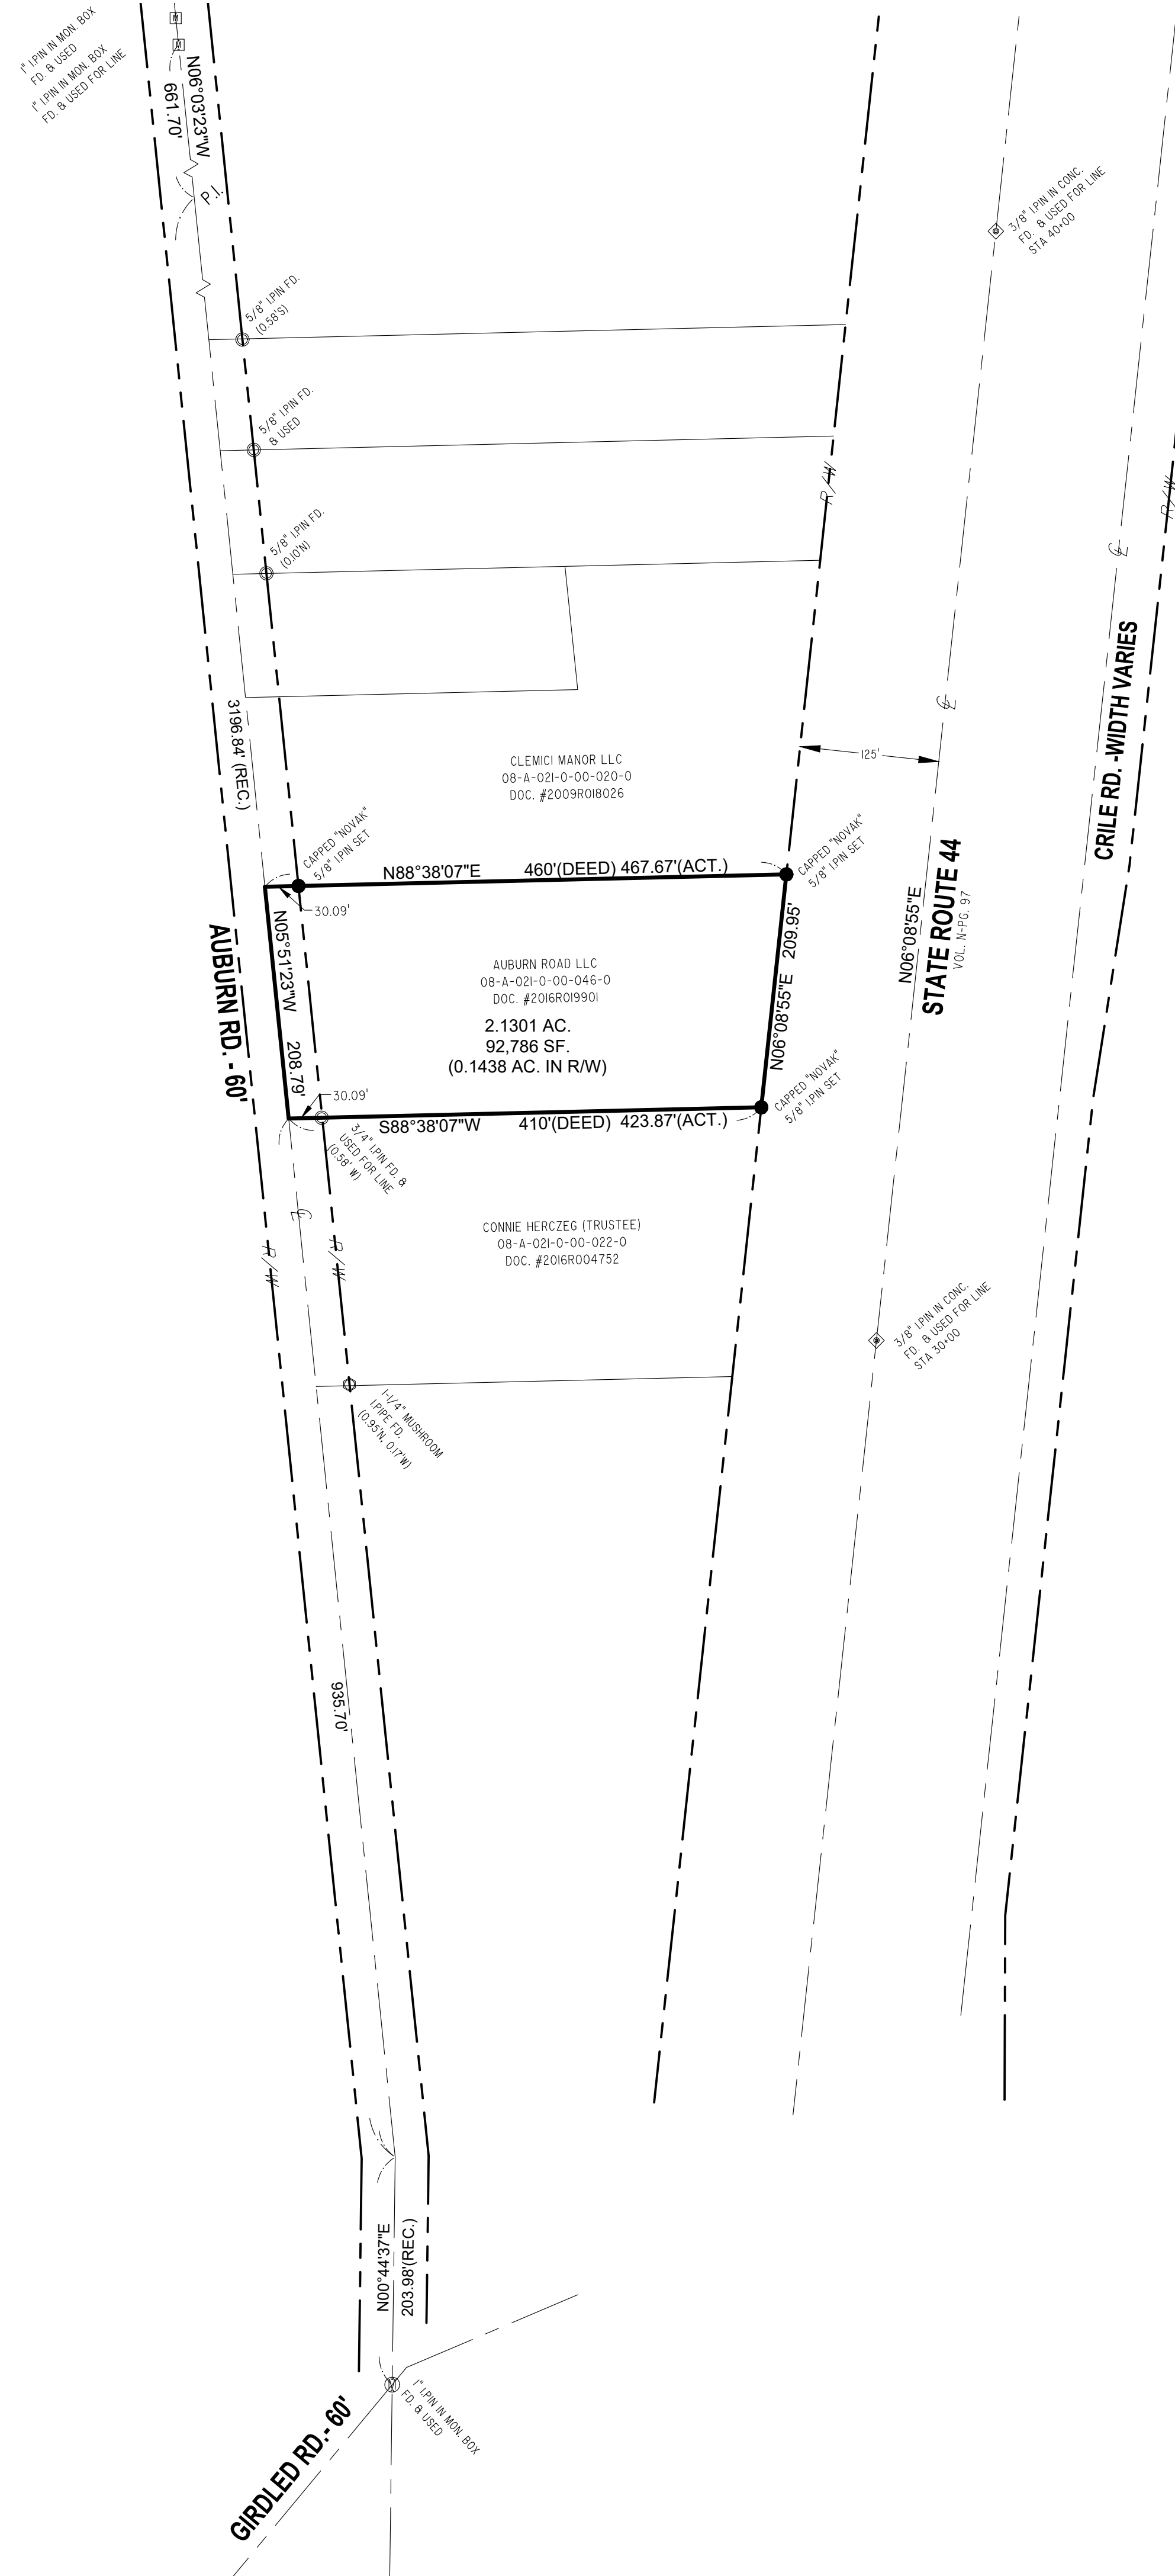 1" I.PIN IN MON. BOX
FD. & USED
1" I.PIN IN MON. BOX
FD. & USED FOR LINE
M
M
N06°03'23"W
661.70'
P.I.
3/8" I.PIN IN CONC.
FD. & USED FOR LINE
STA 40+00
5/8" I.PIN FD.
(0.58'S)
5/8" I.PIN FD.
& USED
R/W
R/W
5/8" I.PIN FD.
(0.10'N)
CRILE RD. -WIDTH VARIES
3196.84' (REC.)
CLEMICI MANOR LLC
08-A-021-0-00-020-0
DOC. #2009R018026
125'
CAPPED "NOVAK"
5/8" I.PIN SET
CAPPED "NOVAK"
5/8" I.PIN SET
N88°38'07"E 460'(DEED) 467.67'(ACT.)
30.09'
N05°51'23"W 208.79'
AUBURN RD. - 60'
AUBURN ROAD LLC
08-A-021-0-00-046-0
DOC. #2016R019901
2.1301 AC.
92,786 SF.
(0.1438 AC. IN R/W)
N06°08'55"E 209.95'
N06°08'55"E
STATE ROUTE 44
VOL. N-PG. 97
30.09'
CAPPED "NOVAK"
5/8" I.PIN SET
S88°38'07"W 410'(DEED) 423.87'(ACT.)
3/4" I.PIN FD. &
USED FOR LINE
(0.58' W)
R/W
R/W
CONNIE HERCZEG (TRUSTEE)
08-A-021-0-00-022-0
DOC. #2016R004752
3/8" I.PIN IN CONC.
FD. & USED FOR LINE
STA 30+00
1-1/4" MUSHROOM
I.PIPE FD.
(0.95'N, 0.17'W)
935.70'
N00°44'37"E
203.98'(REC.)
M
1" I.PIN IN MON. BOX
FD. & USED
GIRDLED RD.- 60'